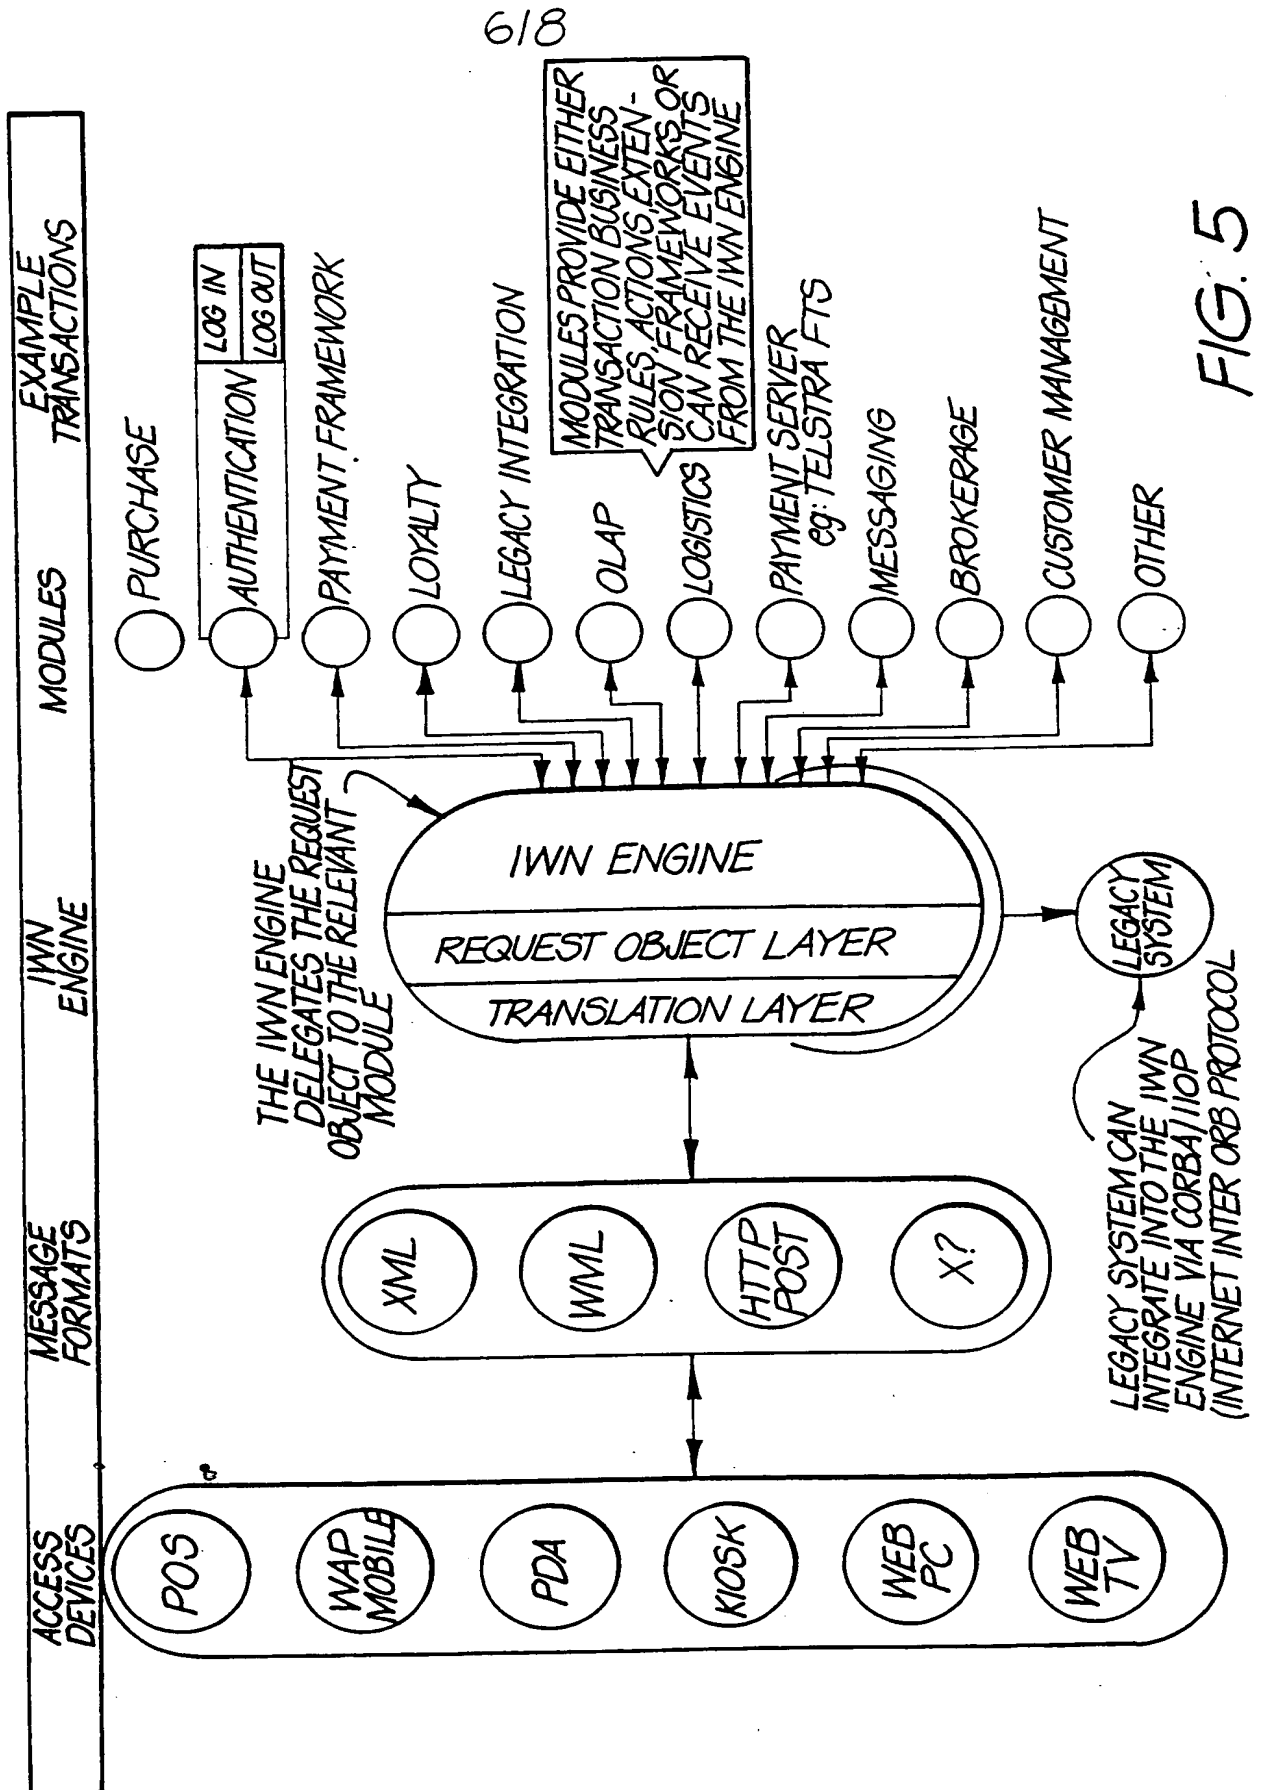 6/8
ACCESS
DEVICES
MESSAGE
FORMATS
IWN
ENGINE
MODULES
EXAMPLE
TRANSACTIONS
POS
WAP
MOBILE
PDA
KIOSK
WEB
PC
WEB
TV
XML
WML
HTTP
POST
X?
THE IWN ENGINE
DELEGATES THE REQUEST
OBJECT TO THE RELEVANT
MODULE
IWN ENGINE
REQUEST OBJECT LAYER
TRANSLATION LAYER
LEGACY
SYSTEM
LEGACY SYSTEM CAN
INTEGRATE INTO THE IWN
ENGINE VIA CORBA/IIOP
(INTERNET INTER ORB PROTOCOL
PURCHASE
AUTHENTICATION
LOG IN
LOG OUT
PAYMENT FRAMEWORK
LOYALTY
LEGACY INTEGRATION
OLAP
LOGISTICS
PAYMENT SERVER
eg: TELSTRA FTS
MESSAGING
BROKERAGE
CUSTOMER MANAGEMENT
OTHER
MODULES PROVIDE EITHER
TRANSACTION BUSINESS
RULES, ACTIONS, EXTEN-
SION FRAMEWORKS OR
CAN RECEIVE EVENTS
FROM THE IWN ENGINE
FIG. 5